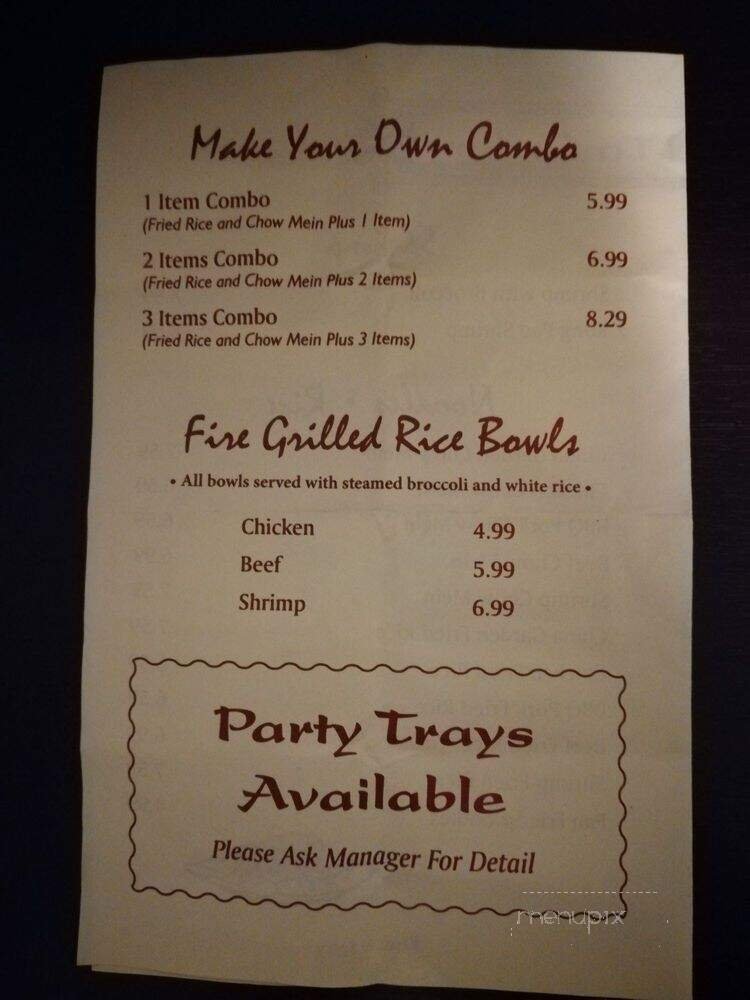 Make Your Own Combo
1 Item Combo 5.99
(Fried Rice and Chow Mein Plus 1 Item)
2 Items Combo 6.99
(Fried Rice and Chow Mein Plus 2 Items)
3 Items Combo 8.29
(Fried Rice and Chow Mein Plus 3 Items)
Fire Grilled Rice Bowls
• All bowls served with steamed broccoli and white rice •
Chicken 4.99
Beef 5.99
Shrimp 6.99
Party Trays
Available
Please Ask Manager For Detail
menupix